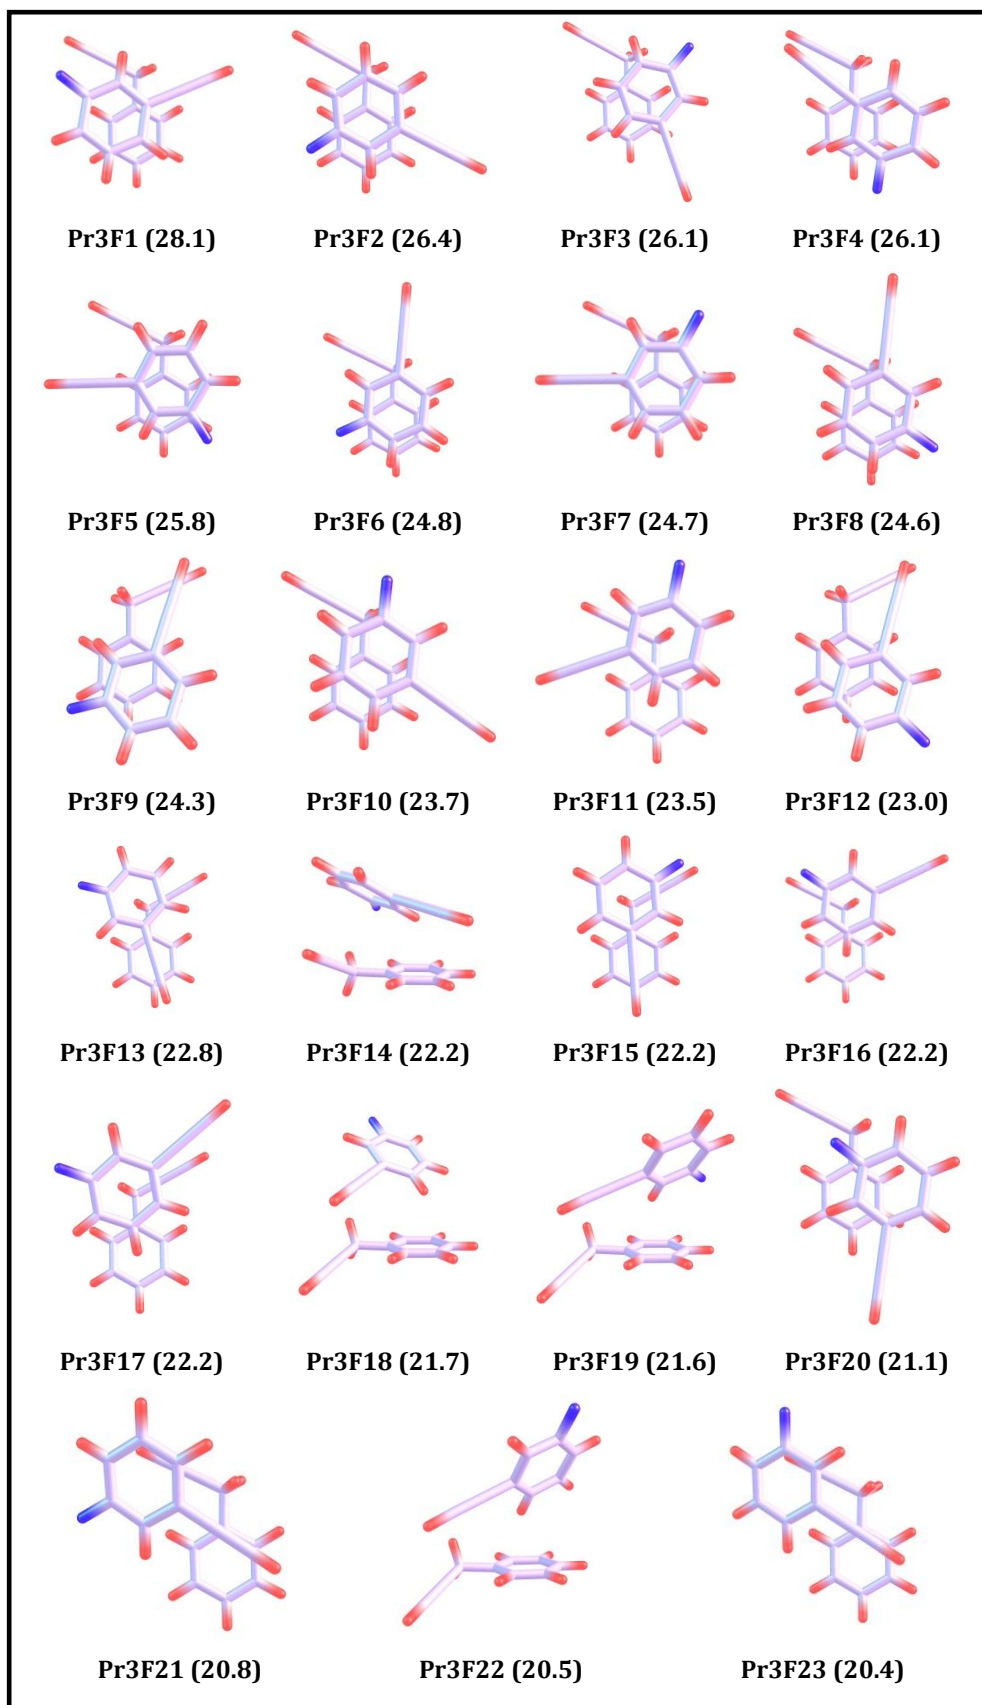 Pr3F1 (28.1) Pr3F2 (26.4) Pr3F3 (26.1) Pr3F4 (26.1)
Pr3F5 (25.8) Pr3F6 (24.8) Pr3F7 (24.7) Pr3F8 (24.6)
Pr3F9 (24.3) Pr3F10 (23.7) Pr3F11 (23.5) Pr3F12 (23.0)
Pr3F13 (22.8) Pr3F14 (22.2) Pr3F15 (22.2) Pr3F16 (22.2)
Pr3F17 (22.2) Pr3F18 (21.7) Pr3F19 (21.6) Pr3F20 (21.1)
Pr3F21 (20.8) Pr3F22 (20.5) Pr3F23 (20.4)